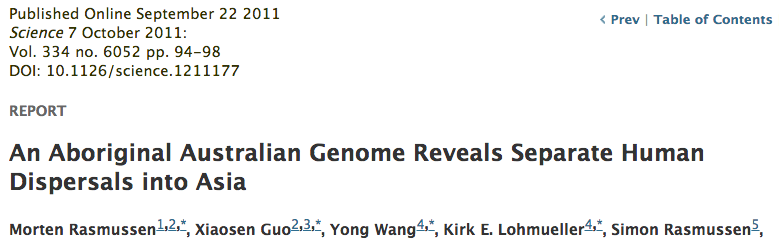 Published Online September 22 2011
Science 7 October 2011:
Vol. 334 no. 6052 pp. 94–98
DOI: 10.1126/science.1211177
‹ Prev | Table of Contents
REPORT
An Aboriginal Australian Genome Reveals Separate Human
Dispersals into Asia
Morten Rasmussen1,2,*, Xiaosen Guo2,3,*, Yong Wang4,*, Kirk E. Lohmueller4,*, Simon Rasmussen5,